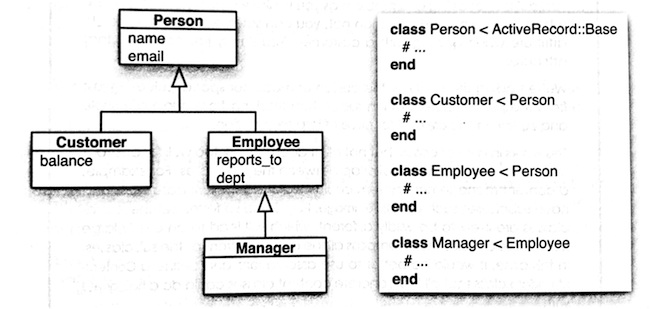 Person
name
email
Customer
balance
Employee
reports_to
dept
Manager
class Person < ActiveRecord::Base
# ...
end
class Customer < Person
# ...
end
class Employee < Person
# ...
end
class Manager < Employee
# ...
end